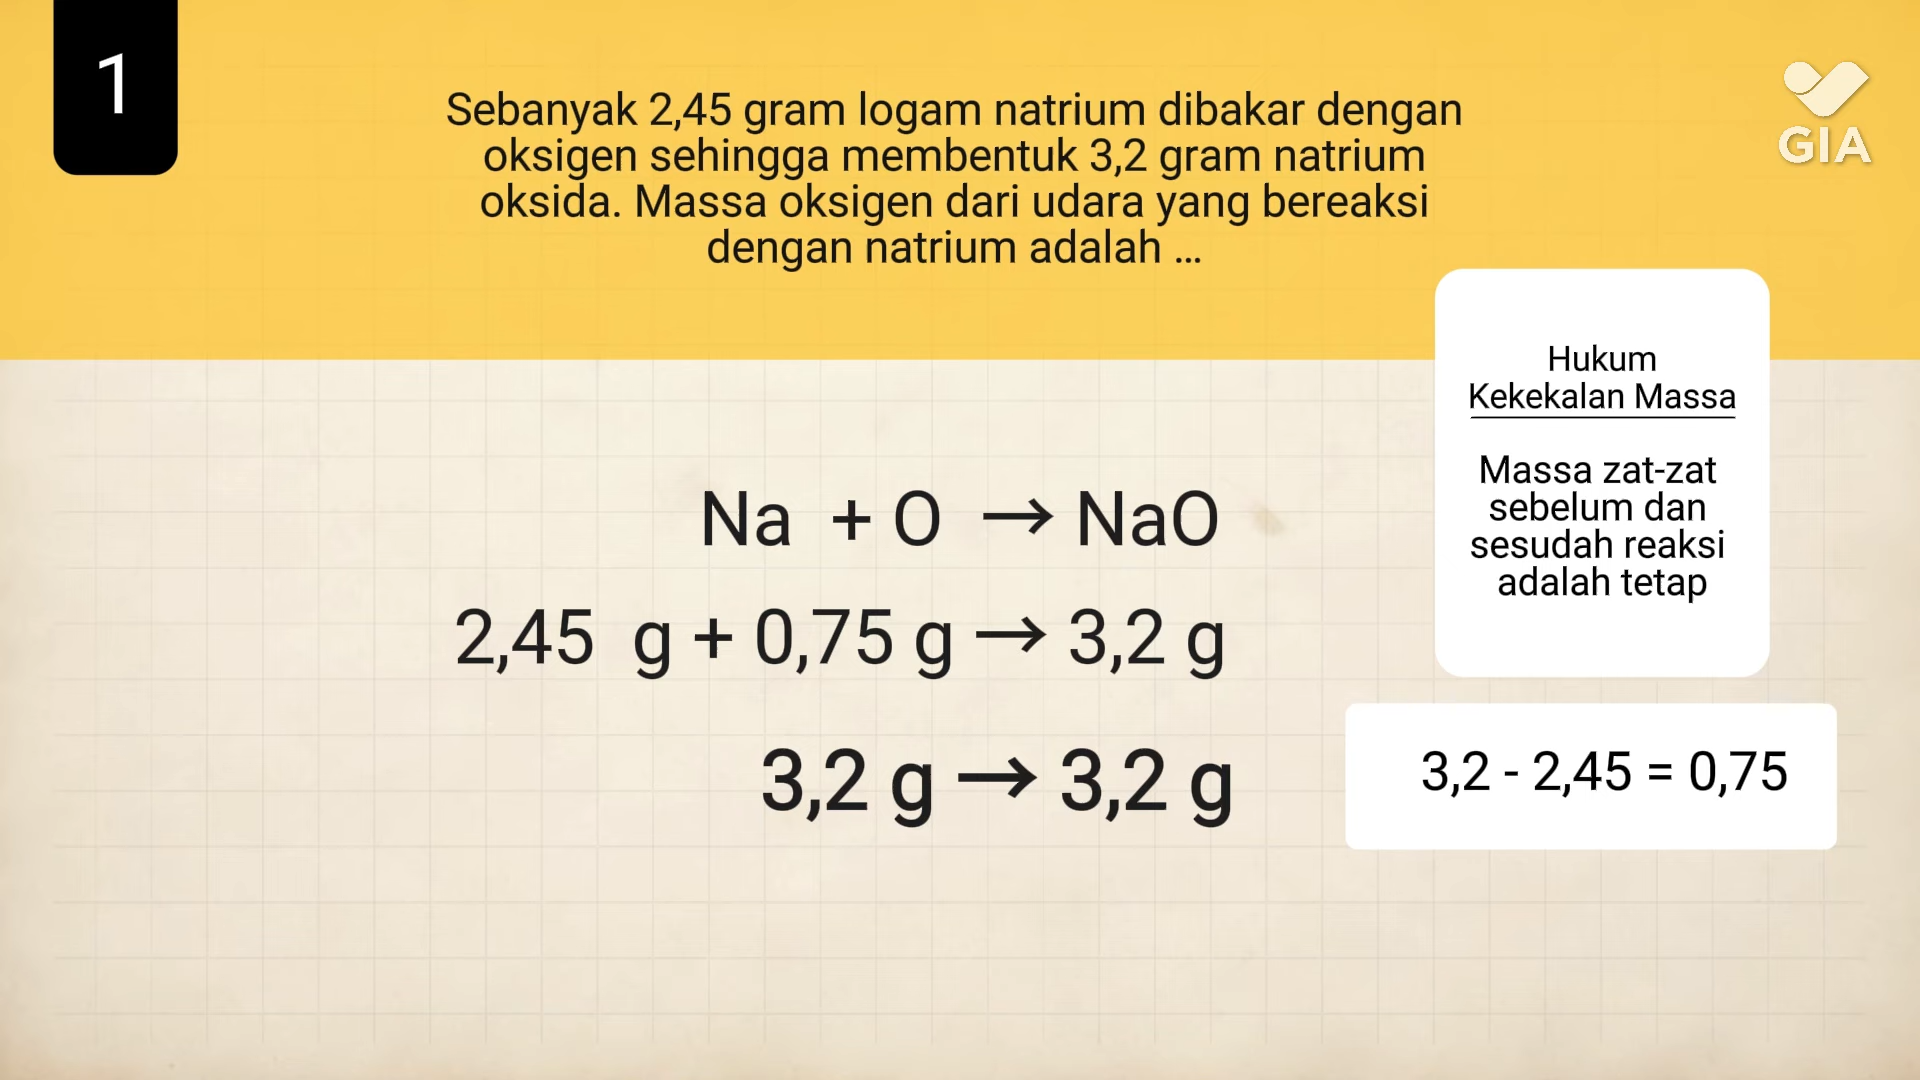 1
Sebanyak 2,45 gram logam natrium dibakar dengan
oksigen sehingga membentuk 3,2 gram natrium
oksida. Massa oksigen dari udara yang bereaksi
dengan natrium adalah ...
GIA
Hukum
Kekekalan Massa
Massa zat-zat
sebelum dan
sesudah reaksi
adalah tetap
Na + O → NaO
2,45 g + 0,75 g → 3,2 g
3,2 g → 3,2 g
3,2 - 2,45 = 0,75